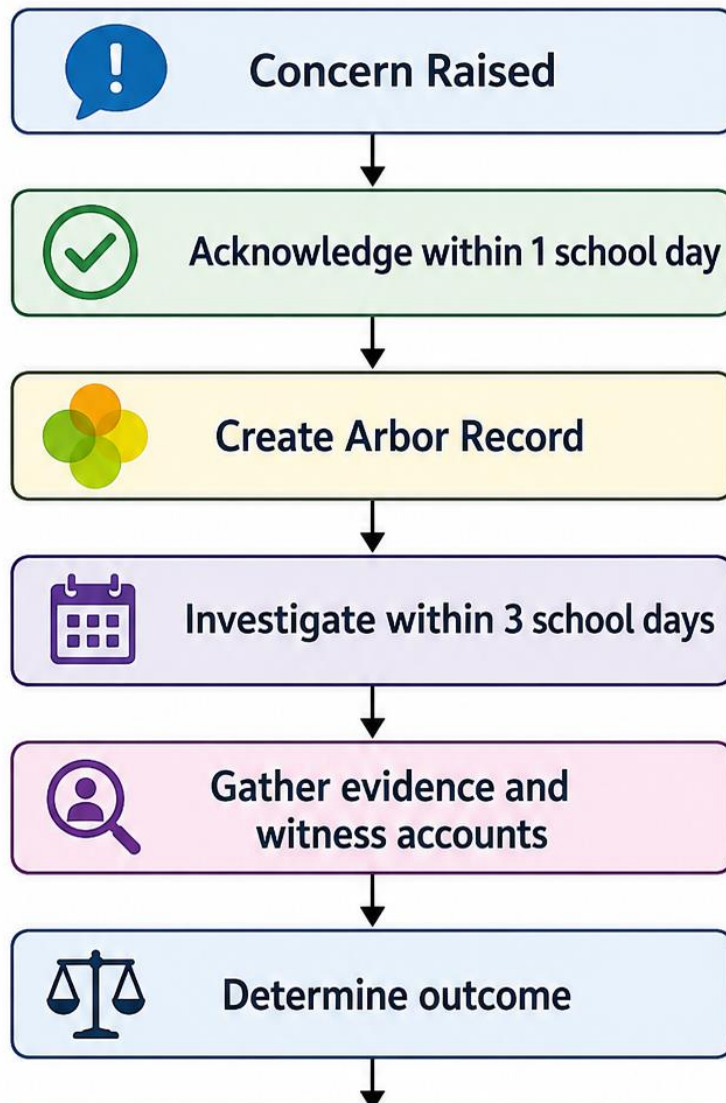 Concern Raised
Acknowledge within 1 school day
Create Arbor Record
Investigate within 3 school days
Gather evidence and
witness accounts
Determine outcome